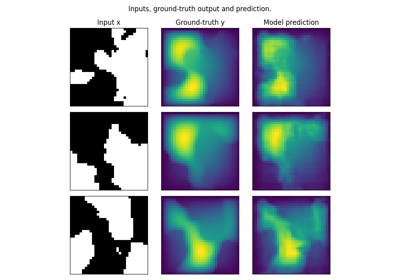 Inputs, ground-truth output and prediction.
Input x
Ground-truth y
Model prediction